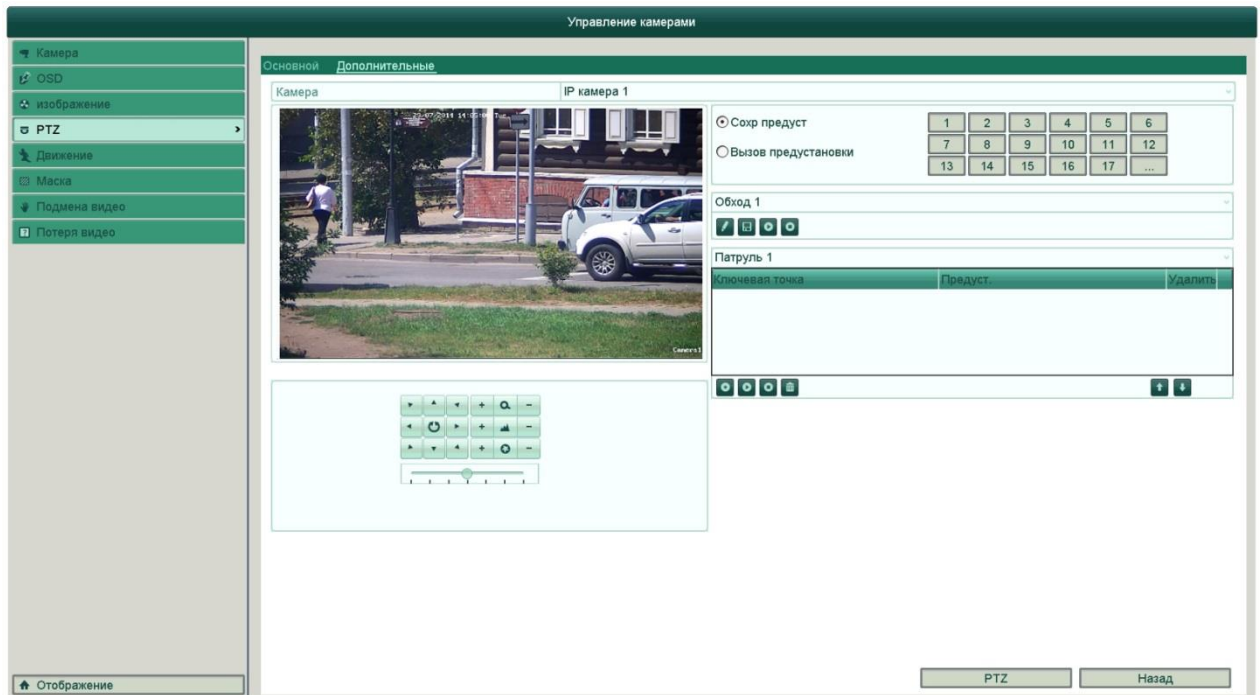 Управление камерами
Камера
OSD
изображение
PTZ
Движение
Маска
Подмена видео
Потеря видео
Отображение
Основной Дополнительные
Камера IP камера 1
Camera1
Сохр предуст
Вызов предустановки
1 2 3 4 5 6
7 8 9 10 11 12
13 14 15 16 17 ...
Обход 1
Патруль 1
Ключевая точка Предуст. Удалить
PTZ Назад